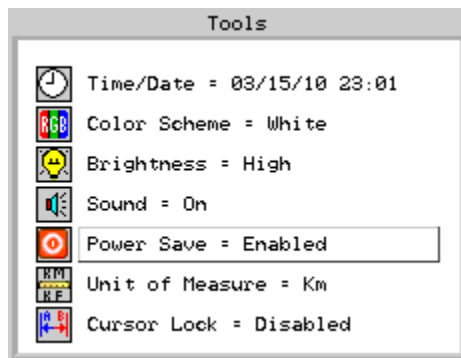 Tools
Time/Date = 03/15/10 23:01
RGB Color Scheme = White
Brightness = High
Sound = On
Power Save = Enabled
KM KF Unit of Measure = Km
A B Cursor Lock = Disabled